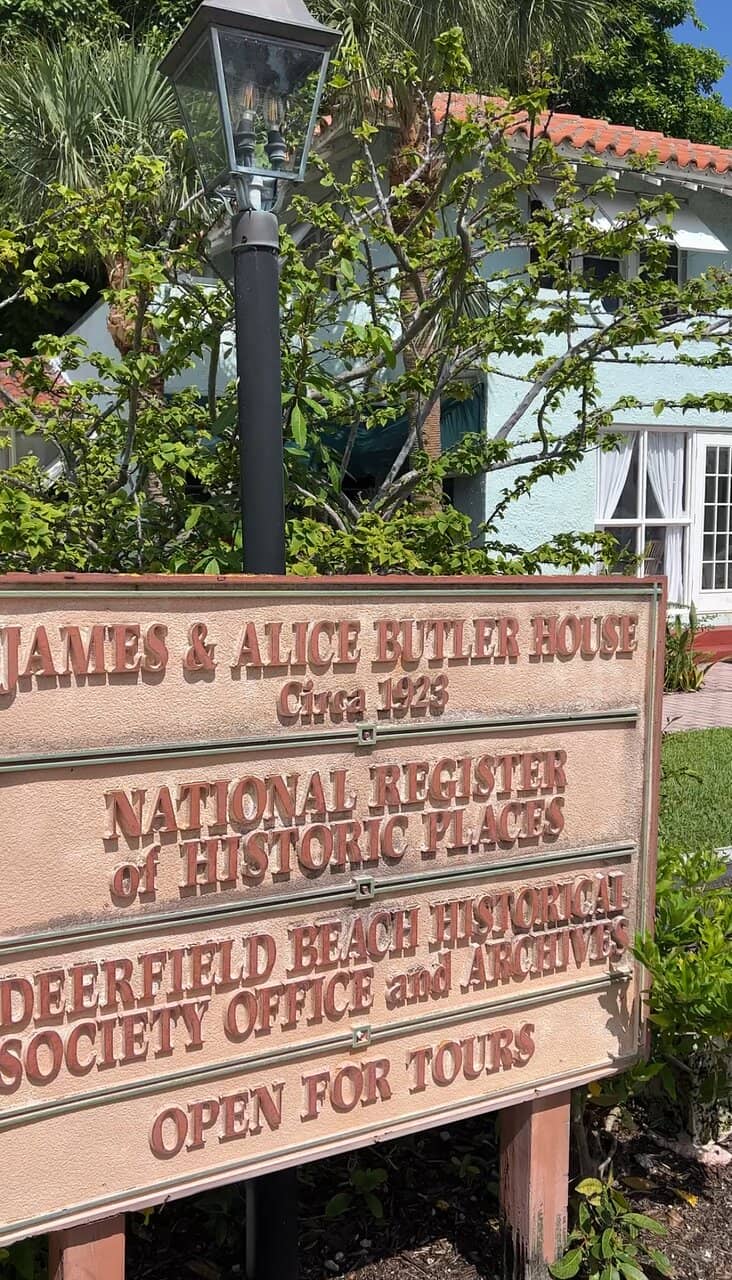 JAMES & ALICE BUTLER HOUSE
Circa 1923
NATIONAL REGISTER
of HISTORIC PLACES
DEERFIELD BEACH HISTORICAL
SOCIETY OFFICE and ARCHIVES
OPEN FOR TOURS